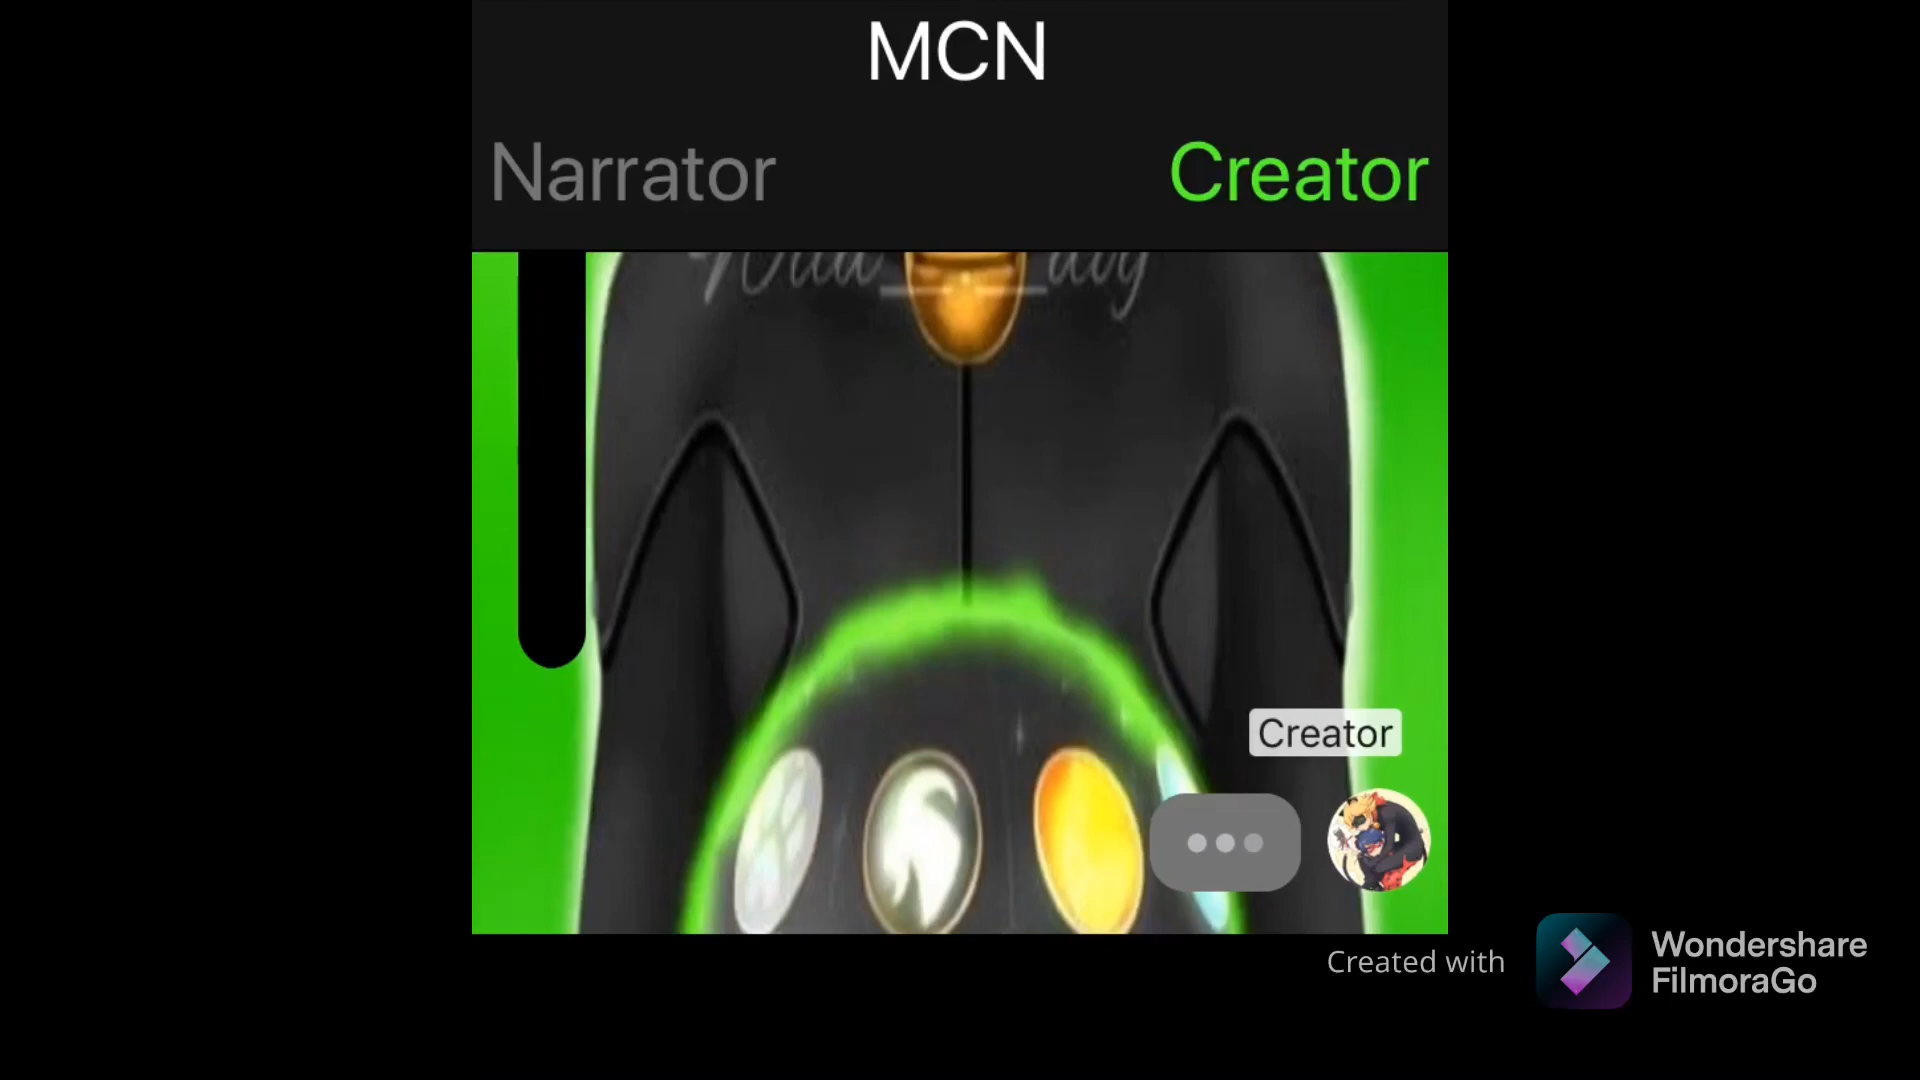 MCN
Narrator
Creator
Creator
Created with
Wondershare
FilmoraGo